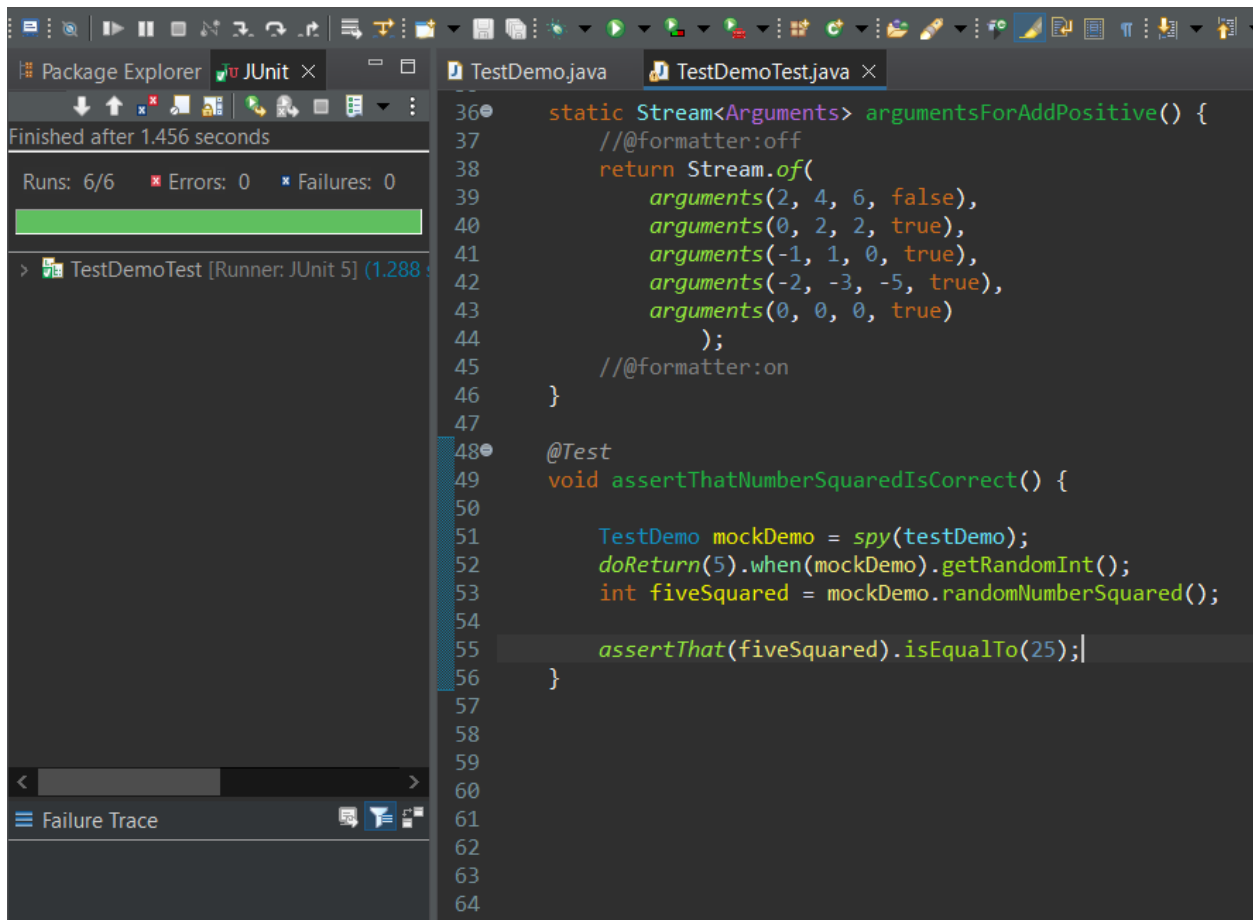 Package Explorer JUnit
Finished after 1.456 seconds
Runs: 6/6 Errors: 0 Failures: 0
TestDemoTest [Runner: JUnit 5] (1.288 s
Failure Trace
TestDemo.java TestDemoTest.java
36 static Stream<Arguments> argumentsForAddPositive() {
37 //@formatter:off
38 return Stream.of(
39 arguments(2, 4, 6, false),
40 arguments(0, 2, 2, true),
41 arguments(-1, 1, 0, true),
42 arguments(-2, -3, -5, true),
43 arguments(0, 0, 0, true)
44 );
45 //@formatter:on
46 }
47
48 @Test
49 void assertThatNumberSquaredIsCorrect() {
50
51 TestDemo mockDemo = spy(testDemo);
52 doReturn(5).when(mockDemo).getRandomInt();
53 int fiveSquared = mockDemo.randomNumberSquared();
54
55 assertThat(fiveSquared).isEqualTo(25);
56 }
57
58
59
60
61
62
63
64